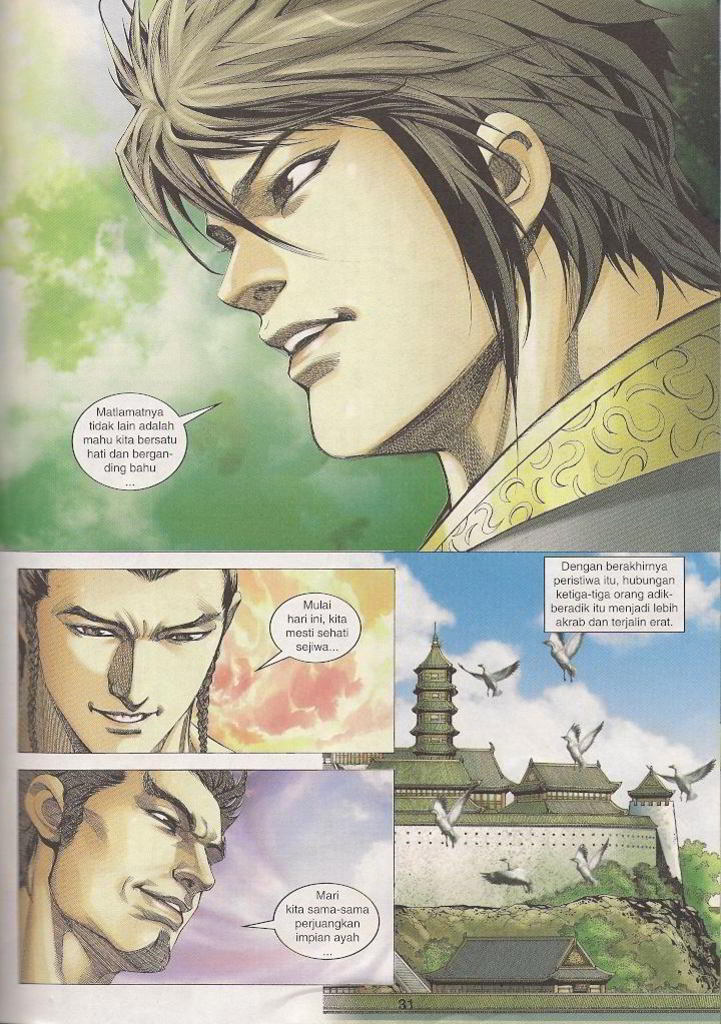 Matlamatnya
tidak lain adalah
mahu kita bersatu
hati dan bergan-
ding bahu
...
Mulai
hari ini, kita
mesti sehati
sejiwa...
Dengan berakhirnya
peristiwa itu, hubungan
ketiga-tiga orang adik-
beradik itu menjadi lebih
akrab dan terjalin erat.
Mari
kita sama-sama
perjuangkan
impian ayah
...
31